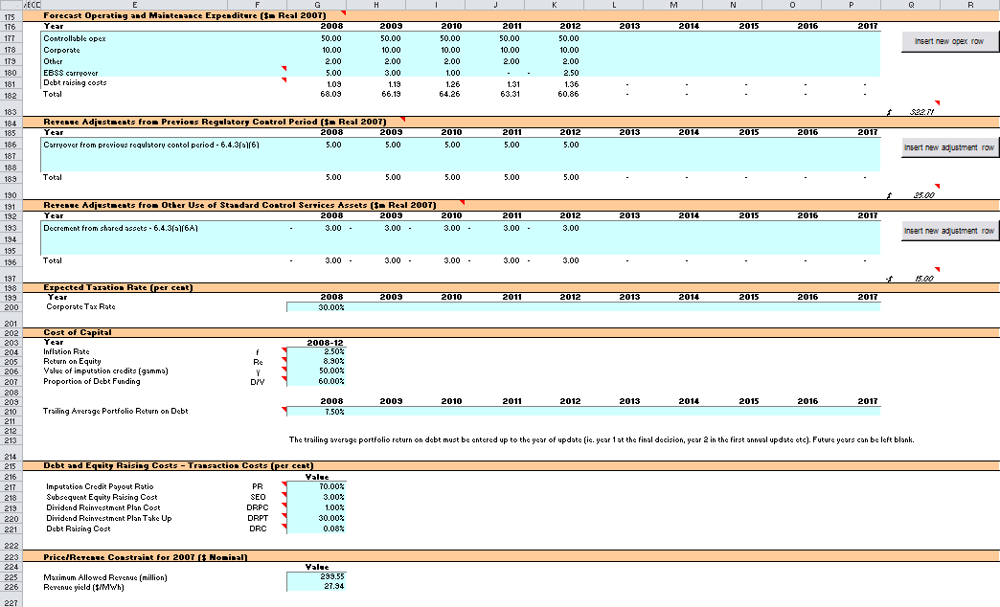 E F G H I J K L M N O P Q R
175 Forecast Operating and Maintenance Expenditure ($m Real 2007)
176 Year 2008 2009 2010 2011 2012 2013 2014 2015 2016 2017
177 Controllable opex 50.00 50.00 50.00 50.00 50.00 Insert new opex row
178 Corporate 10.00 10.00 10.00 10.00 10.00
179 Other 2.00 2.00 2.00 2.00 2.00
180 EBSS carryover 5.00 3.00 1.00 - - 2.50
181 Debt raising costs 1.09 1.19 1.26 1.31 1.36 - - - - -
182 Total 68.09 66.19 64.26 63.31 60.86 - - - - -
183 $ 322.71
184 Revenue Adjustments from Previous Regulatory Control Period ($m Real 2007)
185 Year 2008 2009 2010 2011 2012 2013 2014 2015 2016 2017
186 Carryover from previous regulatory contol period - 6.4.3(a)(6) 5.00 5.00 5.00 5.00 5.00 Insert new adjustment row
187
188
189 Total 5.00 5.00 5.00 5.00 5.00 - - - - -
190 $ 25.00
191 Revenue Adjustments from Other Use of Standard Control Services Assets ($m Real 2007)
192 Year 2008 2009 2010 2011 2012 2013 2014 2015 2016 2017
193 Decrement from shared assets - 6.4.3(a)(6A) - 3.00 - 3.00 - 3.00 - 3.00 - 3.00 Insert new adjustment row
194
195
196 Total - 3.00 - 3.00 - 3.00 - 3.00 - 3.00 - - - - -
197 -$ 15.00
198 Expected Taxation Rate (per cent)
199 Year 2008 2009 2010 2011 2012 2013 2014 2015 2016 2017
200 Corporate Tax Rate 30.00%
201
202 Cost of Capital
203 Year 2008-12
204 Inflation Rate f 2.50%
205 Return on Equity Re 8.90%
206 Value of imputation credits (gamma) γ 50.00%
207 Proportion of Debt Funding D/V 60.00%
208
209 2008 2009 2010 2011 2012 2013 2014 2015 2016 2017
210 Trailing Average Portfolio Return on Debt 7.50%
211
212
213 The trailing average portfolio return on debt must be entered up to the year of update (ie. year 1 at the final decision, year 2 in the first annual update etc). Future years can be left blank.
214
215 Debt and Equity Raising Costs - Transaction Costs (per cent)
216 Value
217 Imputation Credit Payout Ratio PR 70.00%
218 Subsequent Equity Raising Cost SEO 3.00%
219 Dividend Reinvestment Plan Cost DRPC 1.00%
220 Dividend Reinvestment Plan Take Up DRPT 30.00%
221 Debt Raising Cost DRC 0.08%
222
223 Price/Revenue Constraint for 2007 ($ Nominal)
224 Value
225 Maximum Allowed Revenue (million) 299.55
226 Revenue yield ($/MWh) 27.94
227